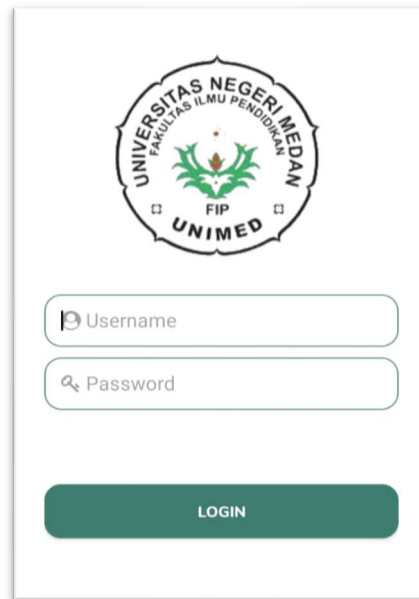 UNIVERSITAS NEGERI MEDAN
FAKULTAS ILMU PENDIDIKAN
FIP
UNIMED
Username
Password
LOGIN